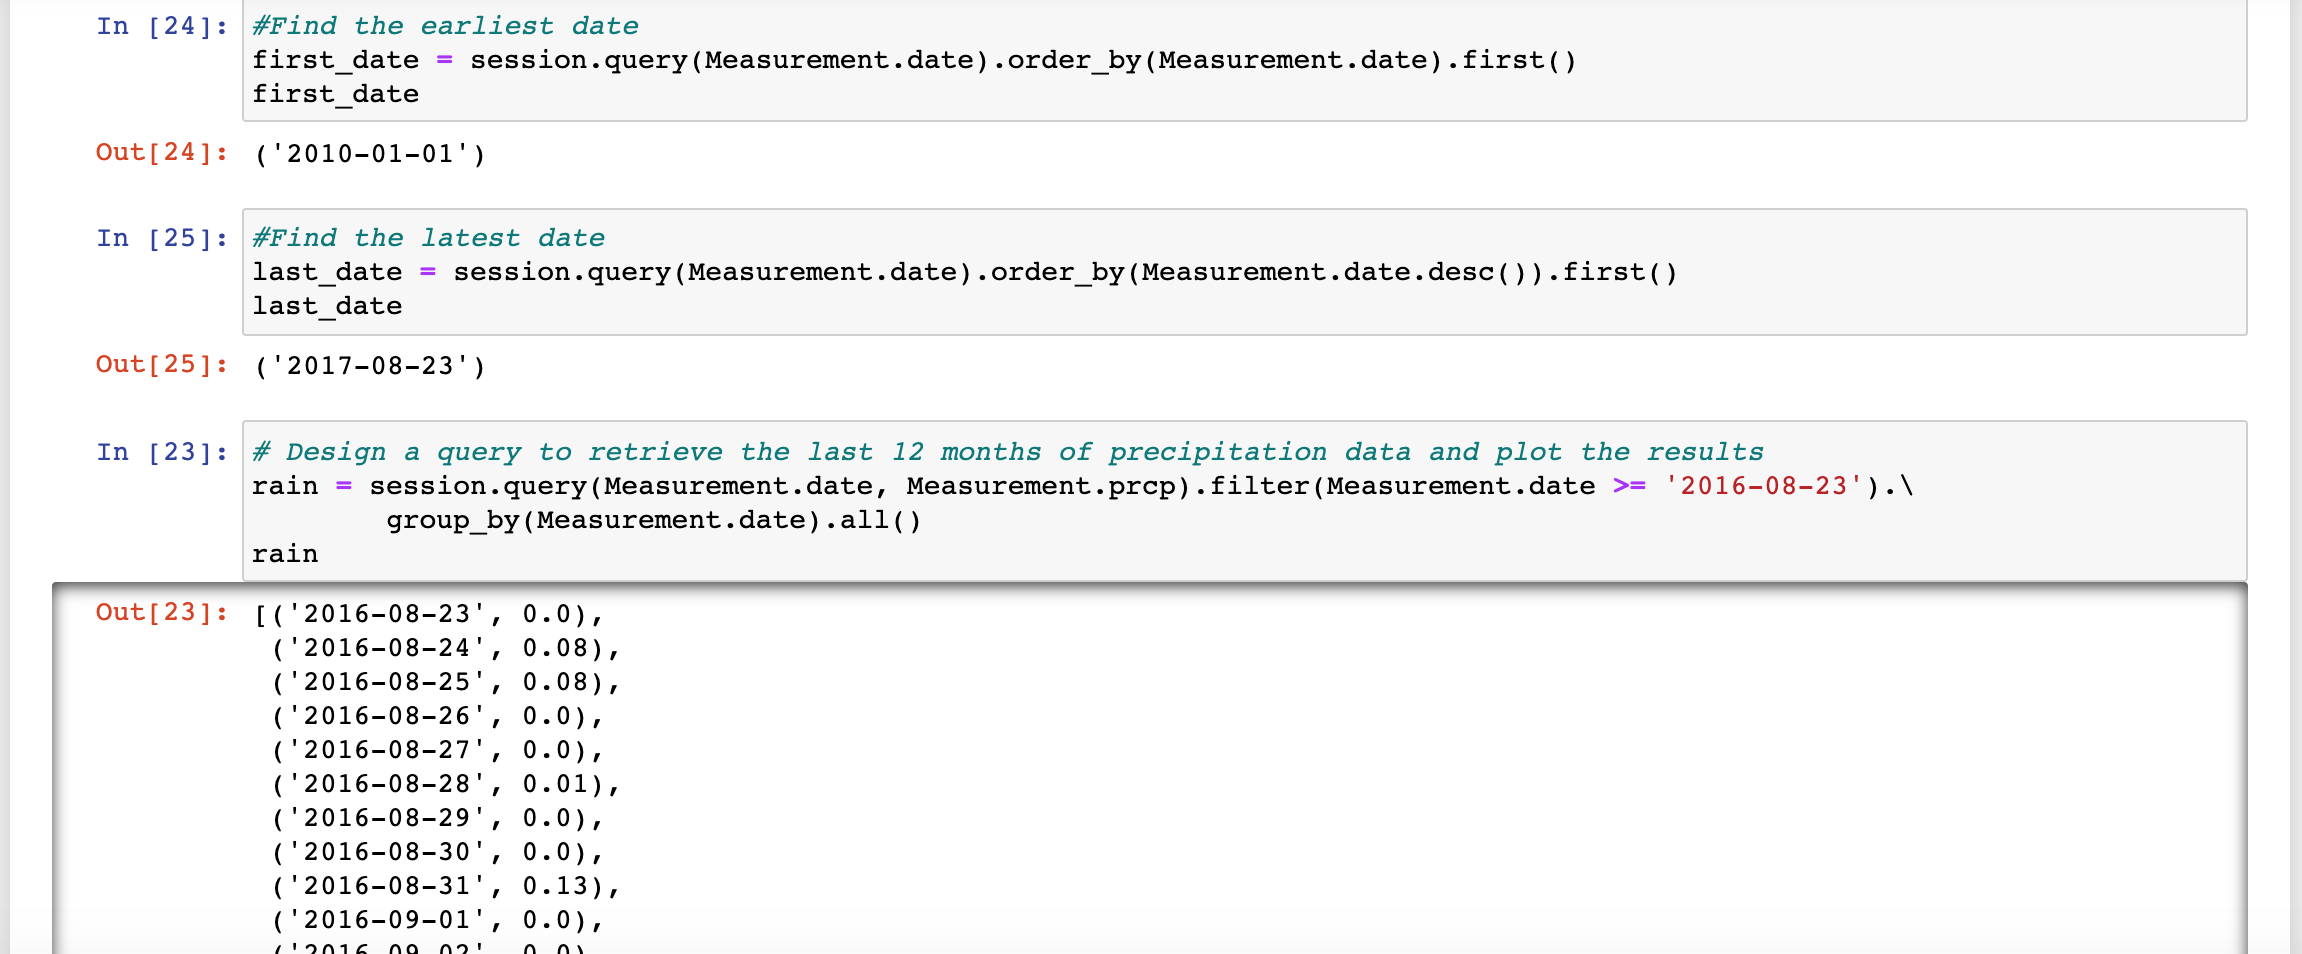 In [24]: #Find the earliest date
first_date = session.query(Measurement.date).order_by(Measurement.date).first()
first_date
Out[24]: ('2010-01-01')
In [25]: #Find the latest date
last_date = session.query(Measurement.date).order_by(Measurement.date.desc()).first()
last_date
Out[25]: ('2017-08-23')
In [23]: # Design a query to retrieve the last 12 months of precipitation data and plot the results
rain = session.query(Measurement.date, Measurement.prcp).filter(Measurement.date >= '2016-08-23').\
group_by(Measurement.date).all()
rain
Out[23]: [('2016-08-23', 0.0),
('2016-08-24', 0.08),
('2016-08-25', 0.08),
('2016-08-26', 0.0),
('2016-08-27', 0.0),
('2016-08-28', 0.01),
('2016-08-29', 0.0),
('2016-08-30', 0.0),
('2016-08-31', 0.13),
('2016-09-01', 0.0),
('2016-09-02', 0.0)